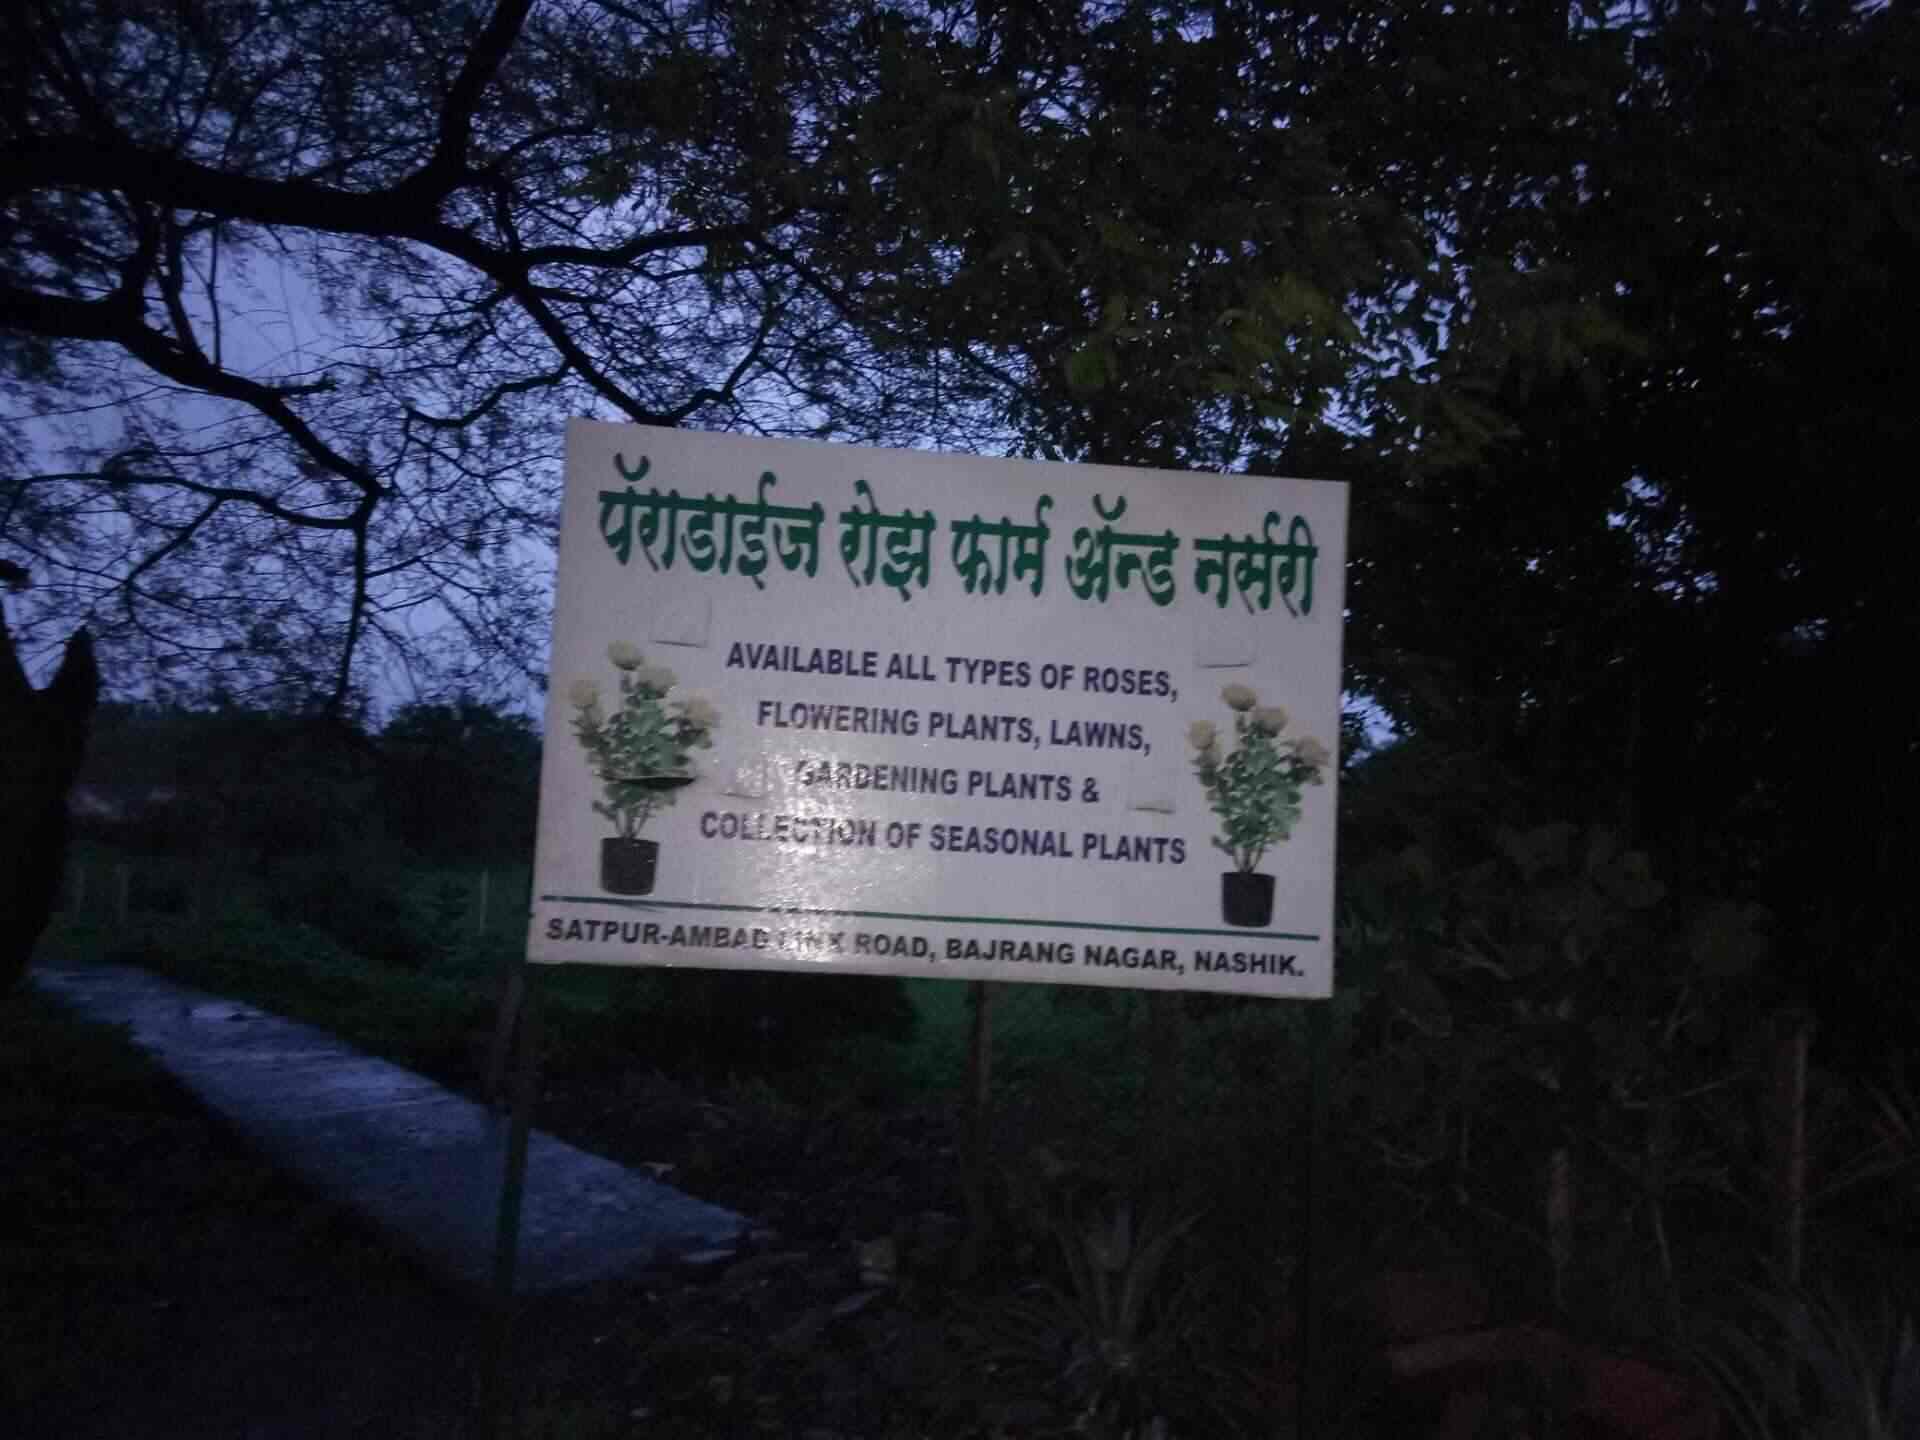 पॅराडाईज रोझ फार्म ॲन्ड नर्सरी
AVAILABLE ALL TYPES OF ROSES,
FLOWERING PLANTS, LAWNS,
GARDENING PLANTS &
COLLECTION OF SEASONAL PLANTS
SATPUR-AMBAD LINK ROAD, BAJRANG NAGAR, NASHIK.